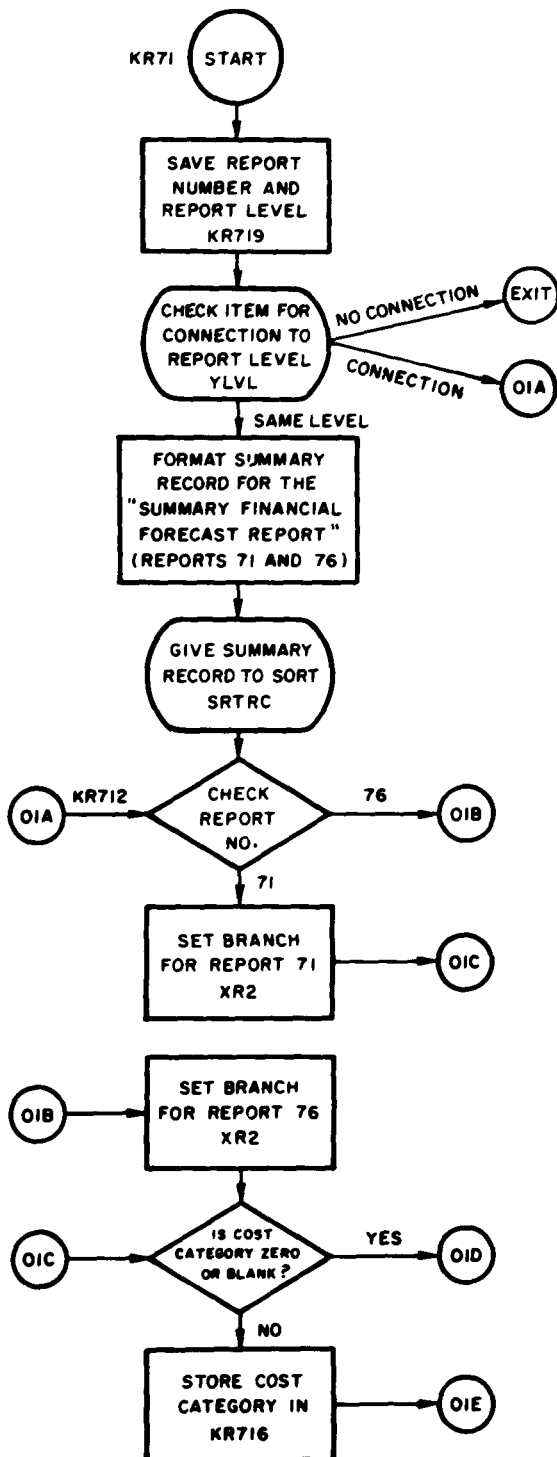 KR71 START
SAVE REPORT
NUMBER AND
REPORT LEVEL
KR719
CHECK ITEM FOR
CONNECTION TO
REPORT LEVEL
YLVL
NO CONNECTION
EXIT
CONNECTION
01A
SAME LEVEL
FORMAT SUMMARY
RECORD FOR THE
"SUMMARY FINANCIAL
FORECAST REPORT"
(REPORTS 71 AND 76)
GIVE SUMMARY
RECORD TO SORT
SRTRC
01A
KR712
CHECK
REPORT
NO.
76
01B
71
SET BRANCH
FOR REPORT 71
XR2
01C
01B
SET BRANCH
FOR REPORT 76
XR2
01C
IS COST
CATEGORY ZERO
OR BLANK?
YES
01D
NO
STORE COST
CATEGORY IN
KR716
01E